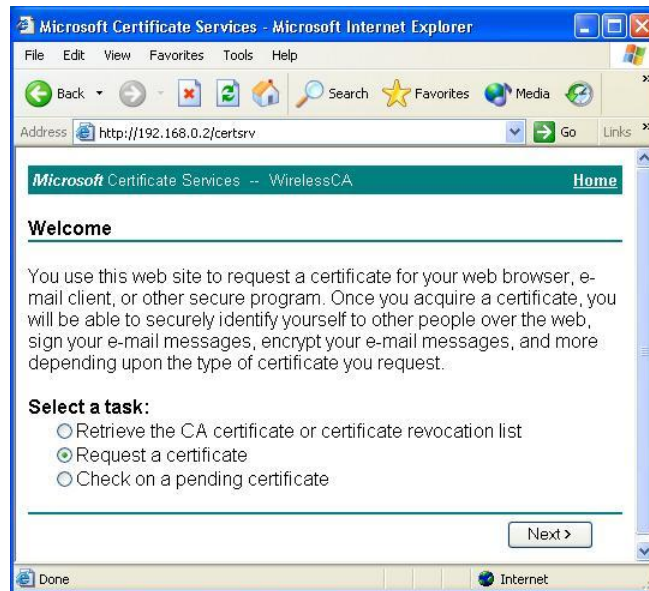 Microsoft Certificate Services - Microsoft Internet Explorer
File Edit View Favorites Tools Help
Back Search Favorites Media »
Address http://192.168.0.2/certsrv Go Links »
Microsoft Certificate Services -- WirelessCA Home
Welcome
You use this web site to request a certificate for your web browser, e-
mail client, or other secure program. Once you acquire a certificate, you
will be able to securely identify yourself to other people over the web,
sign your e-mail messages, encrypt your e-mail messages, and more
depending upon the type of certificate you request.
Select a task:
Retrieve the CA certificate or certificate revocation list
Request a certificate
Check on a pending certificate
Next >
Done Internet